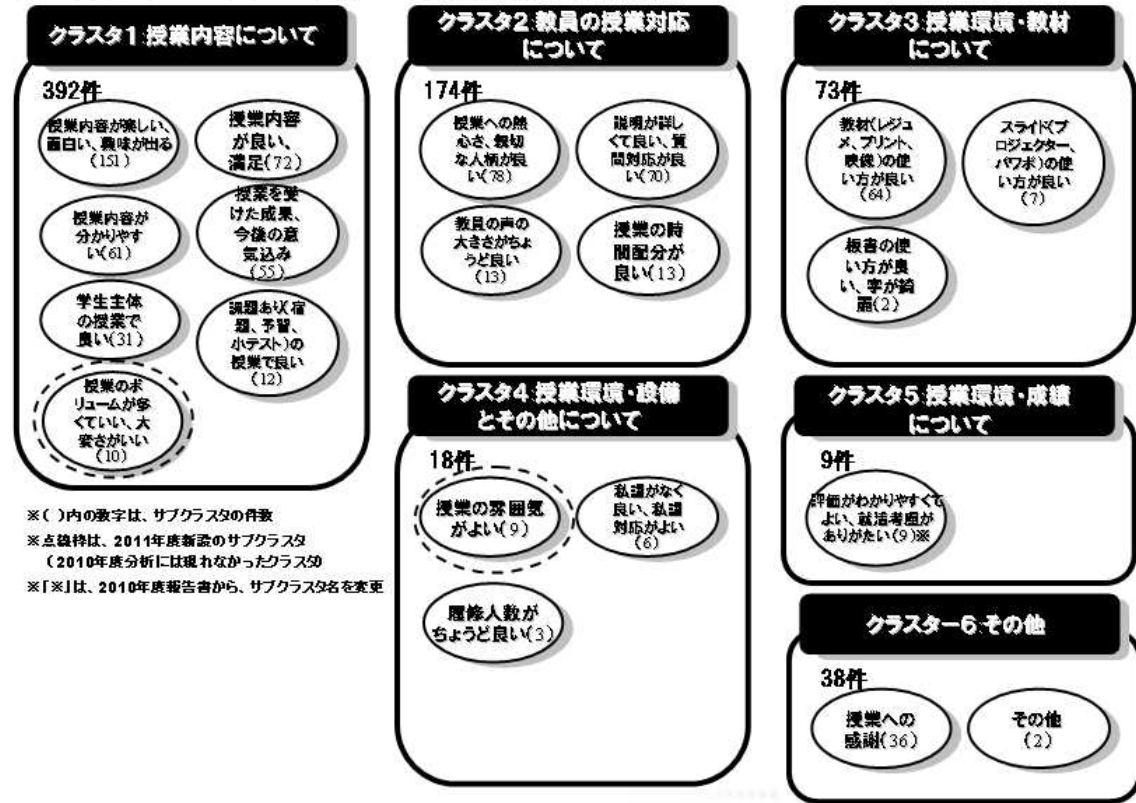 クラスタ1:授業内容について
392件
授業内容が楽しい、
面白い、興味が出る
(151)
授業内容
が良い、
満足(72)
授業内容が
分かりやす
い(61)
授業を受
けた成果、
今後の意
気込み
(55)
学生主体
の授業で
良い(31)
課題あり(宿
題、予習、
小テスト)の
授業で良い
(12)
授業のボ
リュームが多
くていい、大
変さがいい
(10)
※( )内の数字は、サブクラスタの件数
※点線枠は、2011年度新設のサブクラスタ
(2010年度分析には現れなかったクラスタ)
※「※」は、2010年度報告書から、サブクラスタ名を変更
クラスタ2:教員の授業対応
について
174件
授業への熱
心さ、親切
な人柄が良
い(78)
説明が詳し
くて良い、質
問対応が良
い(70)
教員の声の
大きさがちょ
うど良い
(13)
授業の時
間配分が
良い(13)
クラスタ3:授業環境・教材
について
73件
教材(レジュ
メ、プリント、
映像)の使
い方が良い
(64)
スライド(プ
ロジェクター、
パワポ)の使
い方が良い
(7)
板書の使
い方が良
い、字が綺
麗(2)
クラスタ4:授業環境・設備
とその他について
18件
授業の雰囲気
がよい(9)
私語がなく
良い、私語
対応がよい
(6)
履修人数が
ちょうど良い(3)
クラスタ5:授業環境・成績
について
9件
評価がわかりやすくて
よい、就活考慮が
ありがたい(9)※
クラスター6:その他
38件
授業への
感謝(36)
その他
(2)